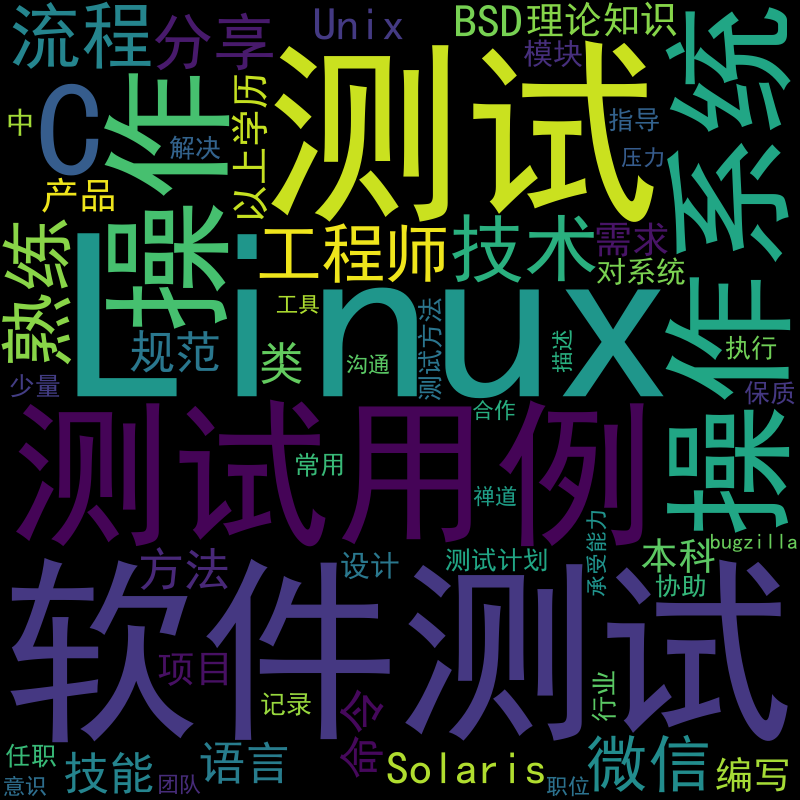 流程
分享
Unix
BSD
理论知识
模块
操作系统
测试
C
操作
以上学历
中
解决
指导
压力
产品
熟练
工程师
技术
需求
对系统
Linux
工具
测试方法
描述
规范
类
沟通
执行
少量
保质
合作
测试用例
常用
禅道
承受能力
bugzilla
方法
设计
测试计划
本科
协助
软件测试
项目
记录
命令
行业
任职
技能
语言
Solaris
微信
编写
意识
团队
职位